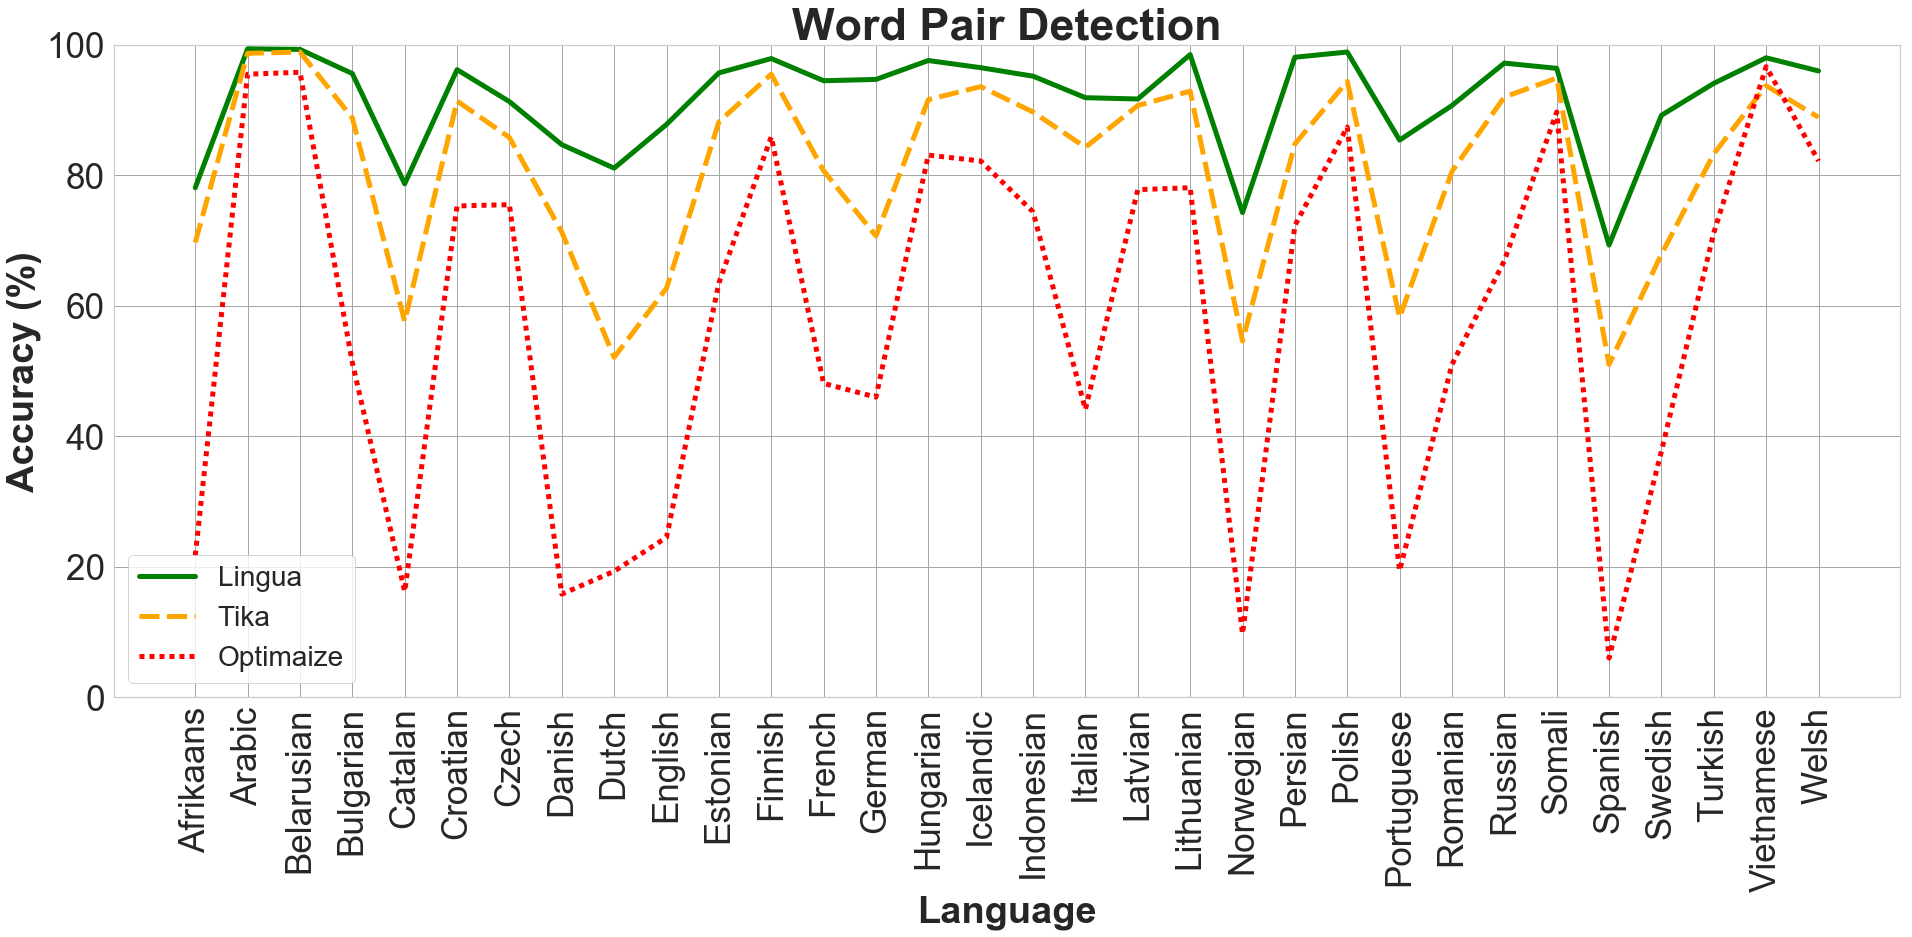 Word Pair Detection
Accuracy (%)
100
80
60
40
20
0
Lingua
Tika
Optimaize
Afrikaans
Arabic
Belarusian
Bulgarian
Catalan
Croatian
Czech
Danish
Dutch
English
Estonian
Finnish
French
German
Hungarian
Icelandic
Indonesian
Italian
Latvian
Lithuanian
Norwegian
Persian
Polish
Portuguese
Romanian
Russian
Somali
Spanish
Swedish
Turkish
Vietnamese
Welsh
Language